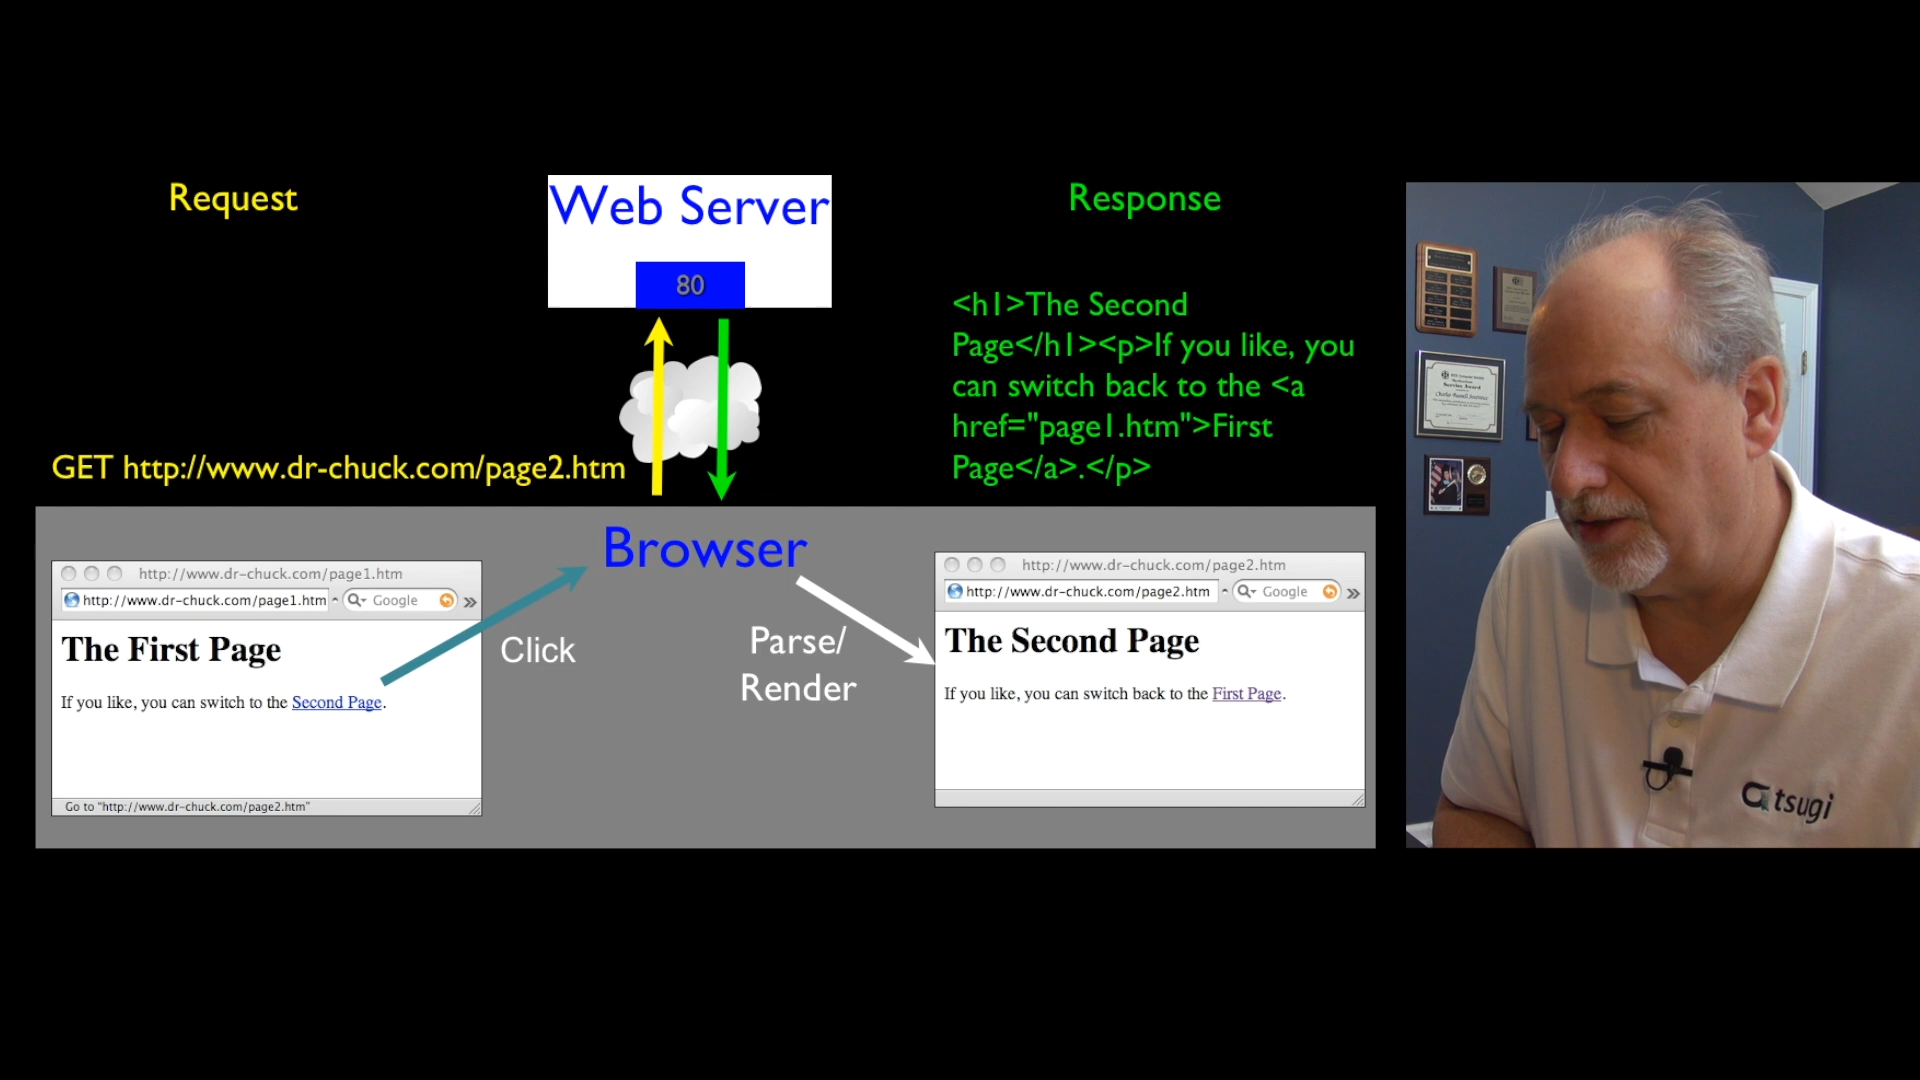 Request
Web Server
80
Response
<h1>The Second
Page</h1><p>If you like, you
can switch back to the <a
href="page1.htm">First
Page</a>.</p>
GET http://www.dr-chuck.com/page2.htm
Browser
http://www.dr-chuck.com/page1.htm
http://www.dr-chuck.com/page1.htm
Google
The First Page
If you like, you can switch to the Second Page.
Go to "http://www.dr-chuck.com/page2.htm"
Click
Parse/
Render
http://www.dr-chuck.com/page2.htm
http://www.dr-chuck.com/page2.htm
Google
The Second Page
If you like, you can switch back to the First Page.
Service Award
tsugi